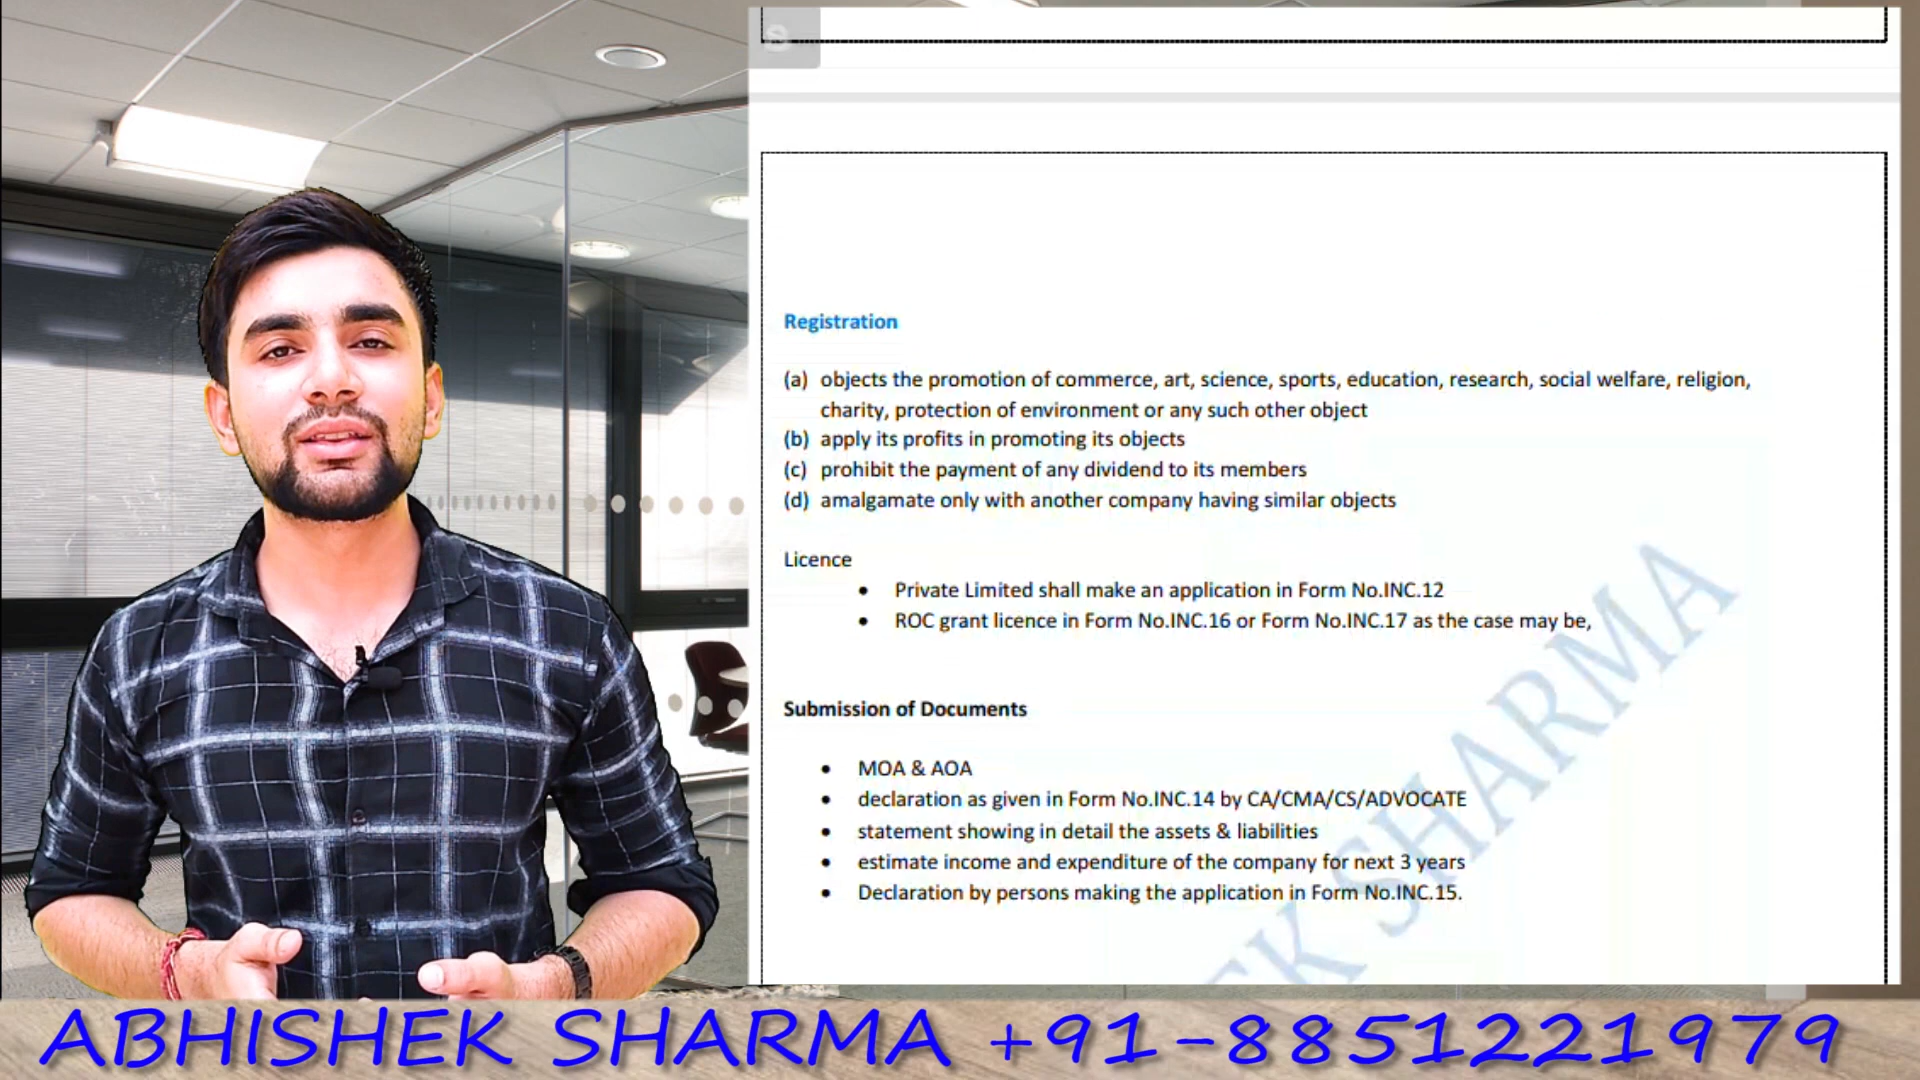 Registration
(a) objects the promotion of commerce, art, science, sports, education, research, social welfare, religion,
charity, protection of environment or any such other object
(b) apply its profits in promoting its objects
(c) prohibit the payment of any dividend to its members
(d) amalgamate only with another company having similar objects
Licence
• Private Limited shall make an application in Form No.INC.12
• ROC grant licence in Form No.INC.16 or Form No.INC.17 as the case may be,
Submission of Documents
• MOA & AOA
• declaration as given in Form No.INC.14 by CA/CMA/CS/ADVOCATE
• statement showing in detail the assets & liabilities
• estimate income and expenditure of the company for next 3 years
• Declaration by persons making the application in Form No.INC.15.
EK SHARMA
ABHISHEK SHARMA +91-8851221979